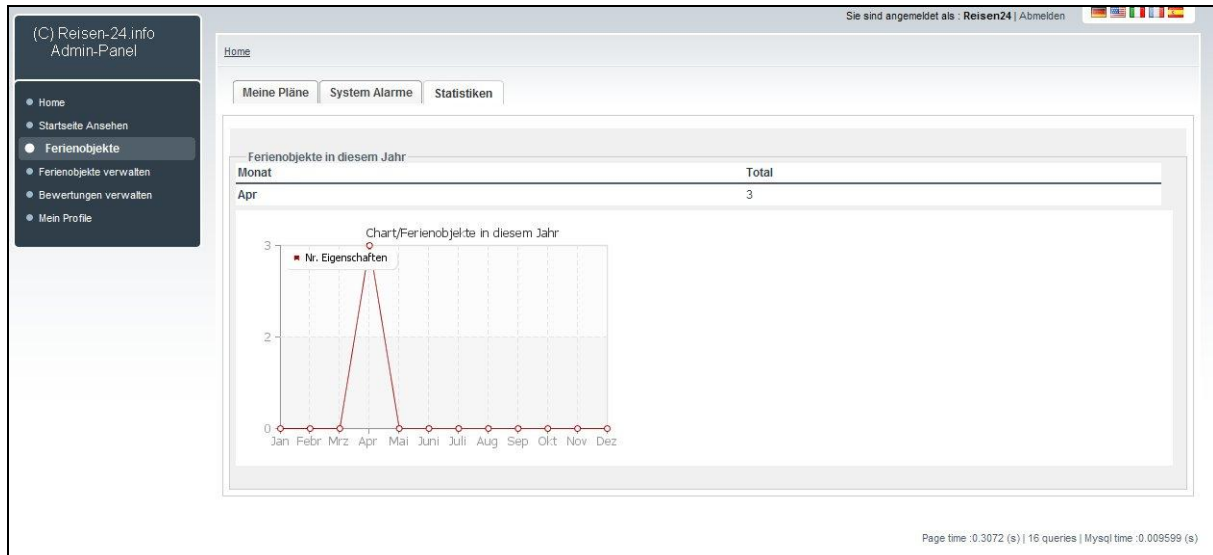 Sie sind angemeldet als : Reisen24 | Abmelden
(C) Reisen-24.info
Admin-Panel
Home
Startseite Ansehen
Ferienobjekte
Ferienobjekte verwalten
Bewertungen verwalten
Mein Profile
Home
Meine Pläne
System Alarme
Statistiken
Ferienobjekte in diesem Jahr
Monat Total
Apr 3
Chart/Ferienobjekte in diesem Jahr
Nr. Eigenschaften
3
2
0
Jan Febr Mrz Apr Mai Juni Juli Aug Sep Okt Nov Dez
Page time :0.3072 (s) | 16 queries | Mysql time :0.009599 (s)